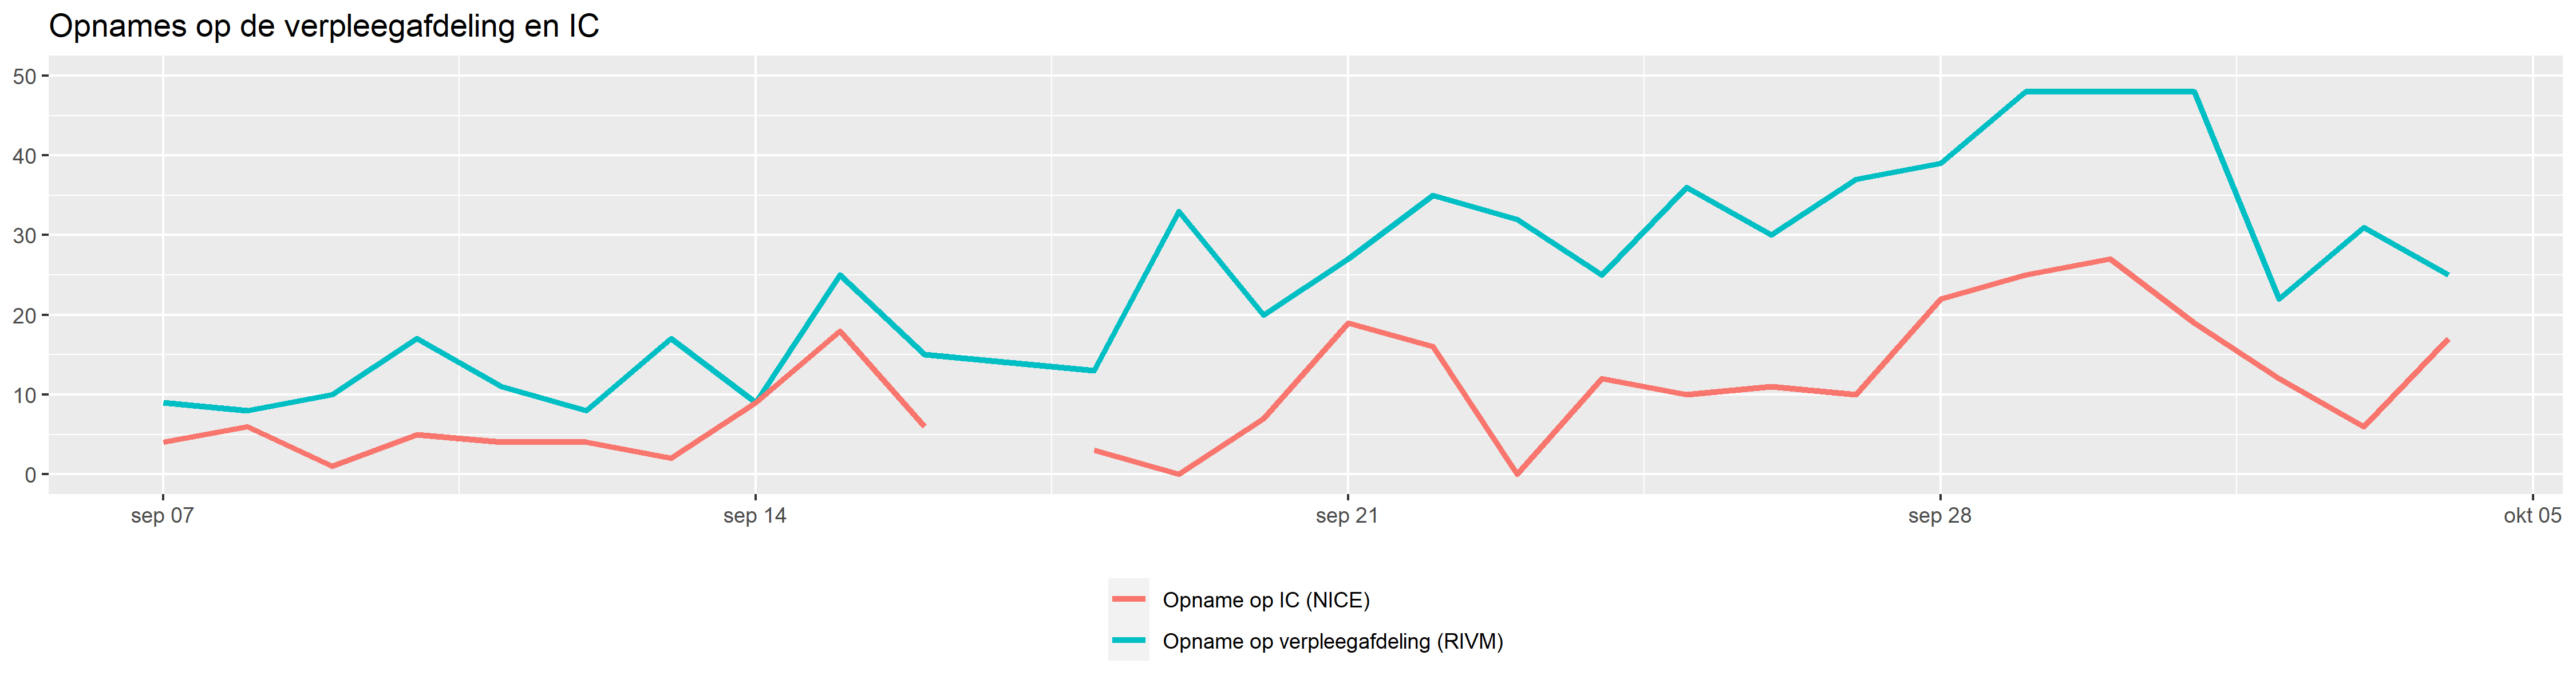 Opnames op de verpleegafdeling en IC
50
40
30
20
10
0
sep 07 sep 14 sep 21 sep 28 okt 05
Opname op IC (NICE)
Opname op verpleegafdeling (RIVM)